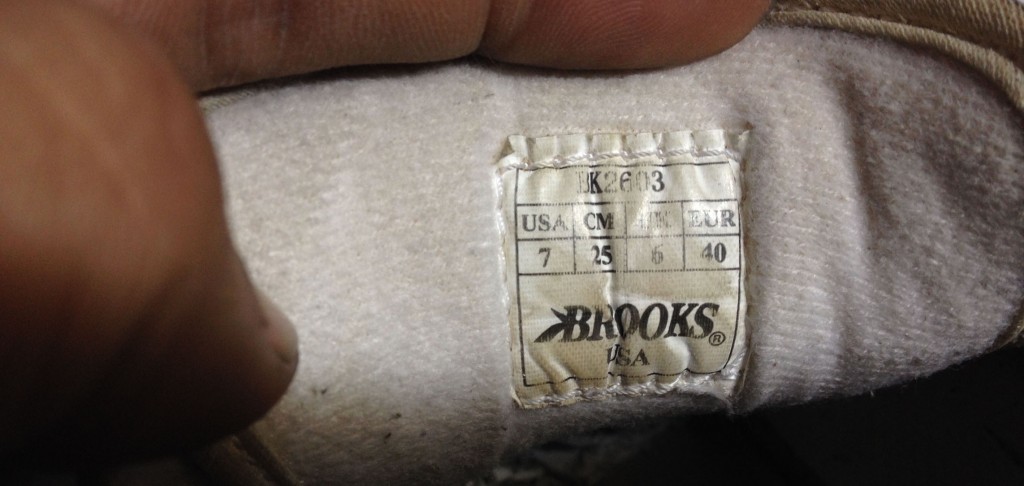 BK2603
USA CM UK EUR
7 25 6 40
BROOKS®
USA